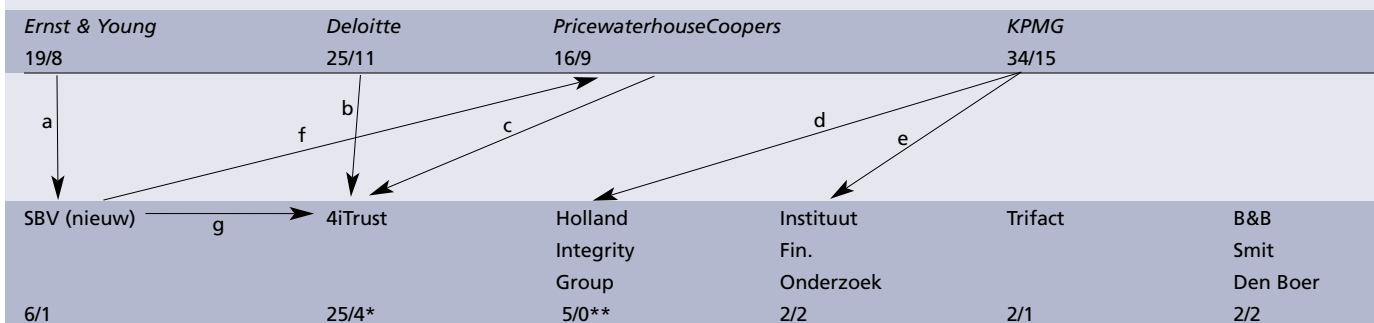 Ernst & Young Deloitte PricewaterhouseCoopers KPMG
19/8 25/11 16/9 34/15
a b c d e f
SBV (nieuw) g 4iTrust Holland Instituut Trifact B&B
Integrity Fin. Smit
Group Onderzoek Den Boer
6/1 25/4* 5/0** 2/2 2/1 2/2